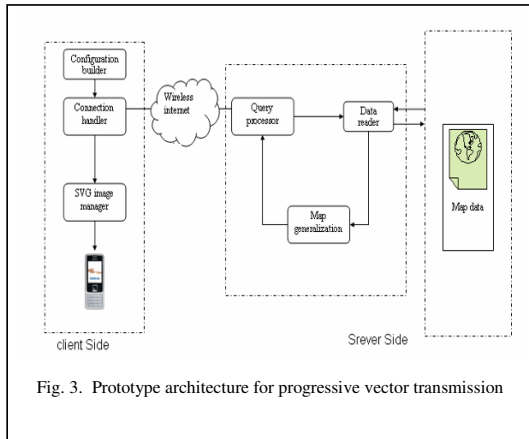 Configuration
builder
Connection
handler
SVG image
manager
client Side
Wireless
internet
Query
processor
Data
reader
Map
generalization
Srever Side
Map data
Fig. 3. Prototype architecture for progressive vector transmission